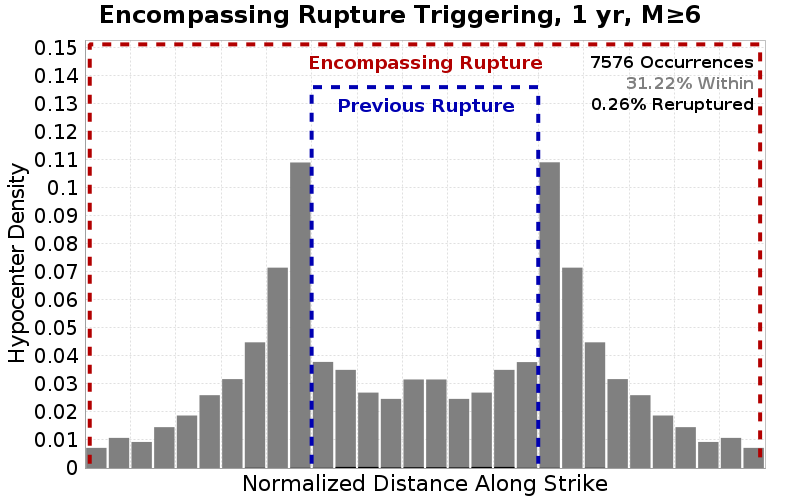 Encompassing Rupture Triggering, 1 yr, M≥6
Encompassing Rupture
Previous Rupture
7576 Occurrences
31.22% Within
0.26% Reruptured
Hypocenter Density
0.15
0.14
0.13
0.12
0.11
0.1
0.09
0.08
0.07
0.06
0.05
0.04
0.03
0.02
0.01
0
Normalized Distance Along Strike